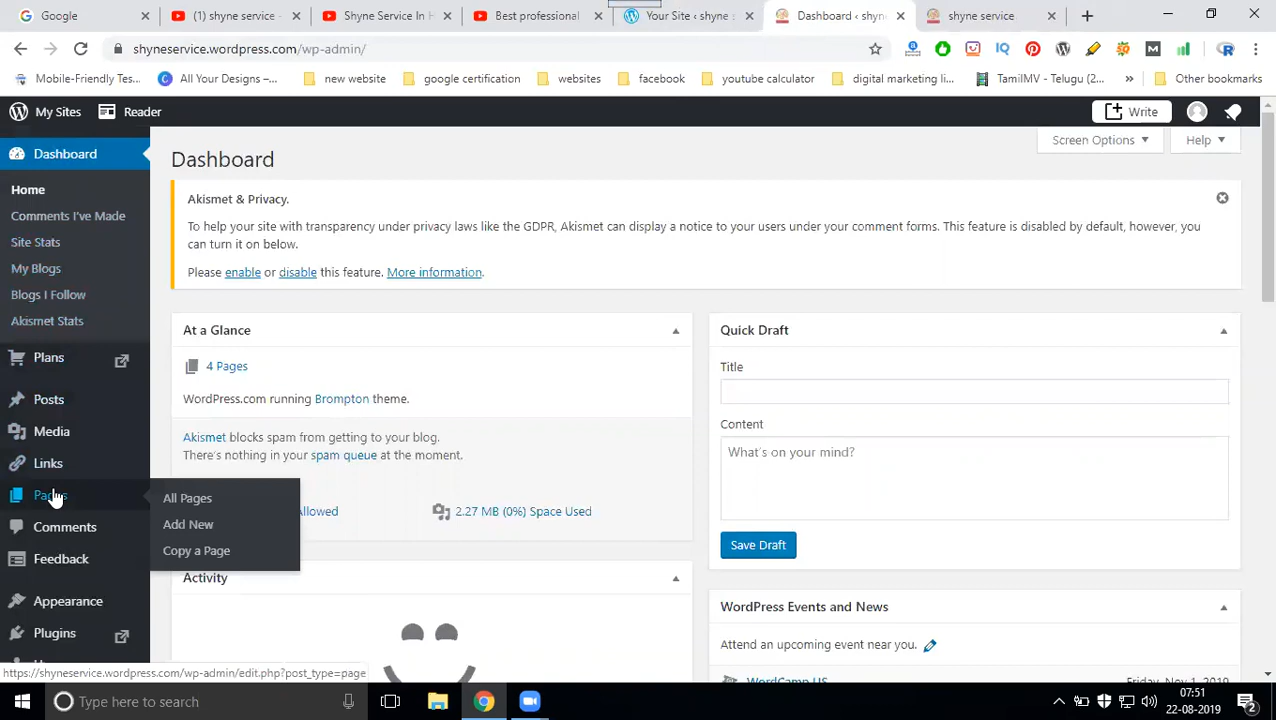 Google
(1) shyne service -
Shyne Service In H
Best professional
Your Site ‹ shyne s
Dashboard ‹ shyn
shyne service
shyneservice.wordpress.com/wp-admin/
Mobile-Friendly Tes...
All Your Designs –...
new website
google certification
websites
facebook
youtube calculator
digital marketing li...
TamilMV - Telugu (2...
»
Other bookmarks
My Sites
Reader
Write
Dashboard
Home
Comments I've Made
Site Stats
My Blogs
Blogs I Follow
Akismet Stats
Plans
Posts
Media
Links
Pages
Comments
Feedback
Appearance
Plugins
All Pages
Add New
Copy a Page
Screen Options
Help
Dashboard
Akismet & Privacy.
To help your site with transparency under privacy laws like the GDPR, Akismet can display a notice to your users under your comment forms. This feature is disabled by default, however, you
can turn it on below.
Please enable or disable this feature. More information.
At a Glance
4 Pages
WordPress.com running Brompton theme.
Akismet blocks spam from getting to your blog.
There's nothing in your spam queue at the moment.
Allowed
2.27 MB (0%) Space Used
Activity
Quick Draft
Title
Content
What's on your mind?
Save Draft
WordPress Events and News
Attend an upcoming event near you.
WordCamp US
Friday, Nov 1, 2019
https://shyneservice.wordpress.com/wp-admin/edit.php?post_type=page
Type here to search
07:51
22-08-2019
2